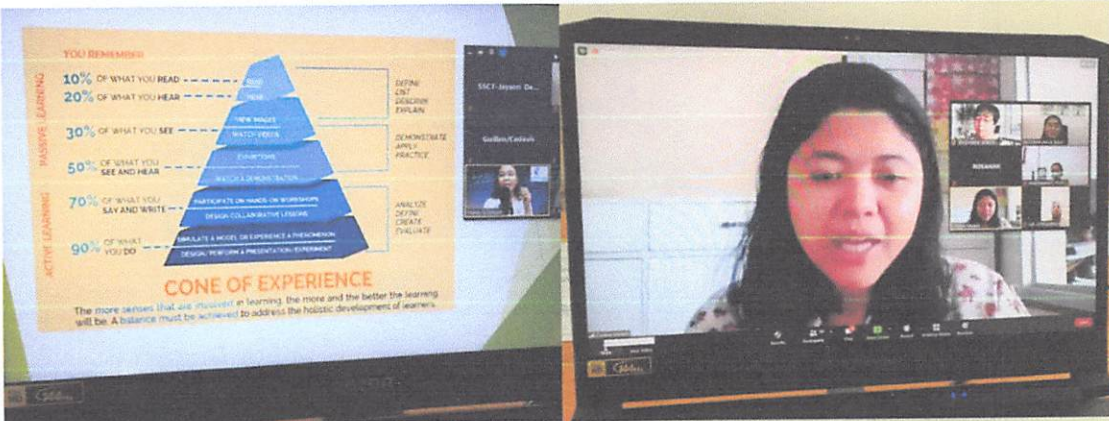 YOU REMEMBER
PASSIVE LEARNING
ACTIVE LEARNING
10% OF WHAT YOU READ
20% OF WHAT YOU HEAR
30% OF WHAT YOU SEE
50% OF WHAT YOU
SEE AND HEAR
70% OF WHAT YOU
SAY AND WRITE
90% OF WHAT
YOU DO
READ
HEAR
VIEW IMAGES
WATCH VIDEOS
EXHIBITIONS
WATCH A DEMONSTRATION
PARTICIPATE ON HANDS-ON WORKSHOPS
DESIGN COLLABORATIVE LESSONS
SIMULATE A MODEL OR EXPERIENCE A PHENOMENON
DESIGN/PERFORM A PRESENTATION/EXPERIMENT
DEFINE
LIST
DESCRIBE
EXPLAIN
DEMONSTRATE
APPLY
PRACTICE
ANALYZE
DEFINE
CREATE
EVALUATE
CONE OF EXPERIENCE
The more senses that are involved in learning, the more and the better the learning
will be. A balance must be achieved to address the holistic development of learners
ROXANNE